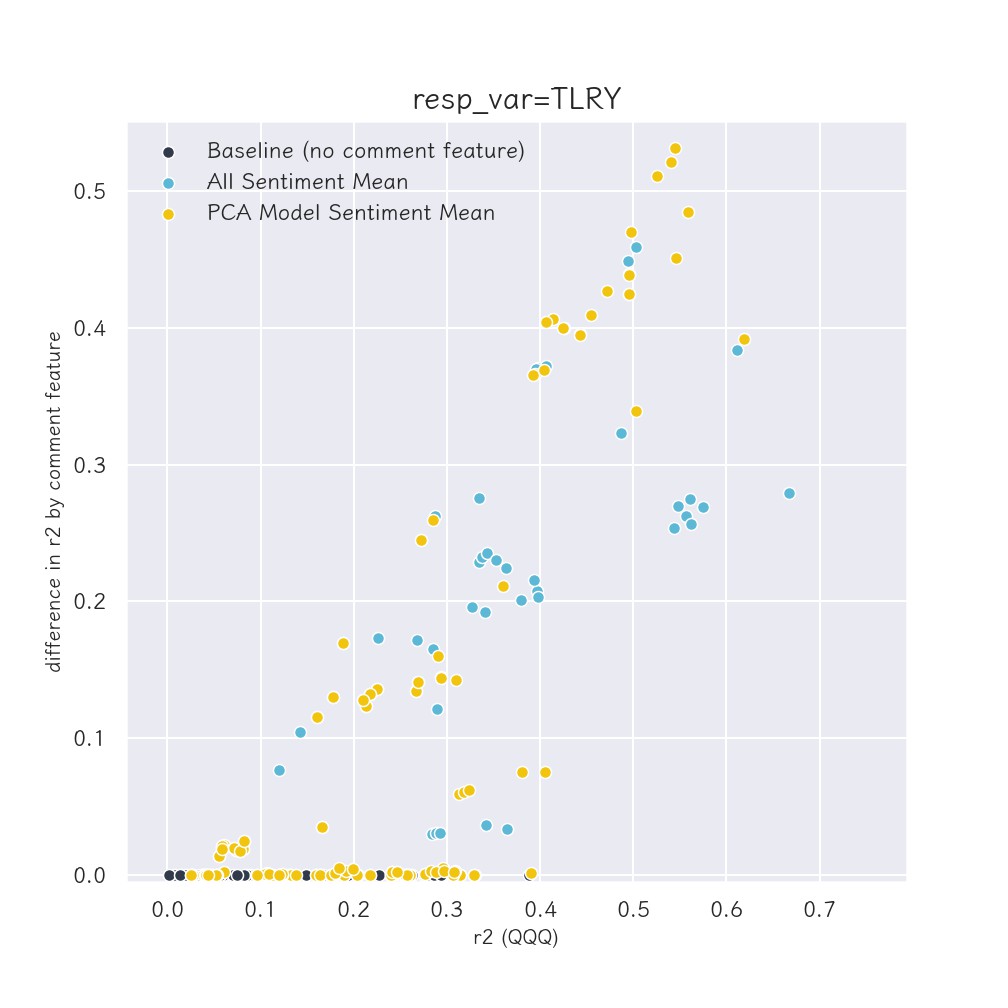 resp_var=TLRY
Baseline (no comment feature)
All Sentiment Mean
PCA Model Sentiment Mean
difference in r2 by comment feature
0.5
0.4
0.3
0.2
0.1
0.0
0.0 0.1 0.2 0.3 0.4 0.5 0.6 0.7
r2 (QQQ)